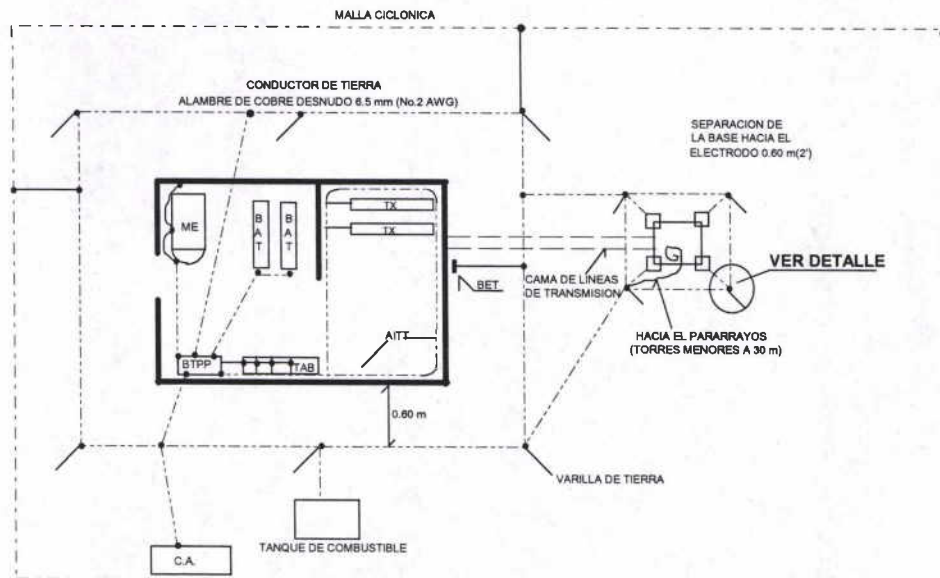 MALLA CICLONICA
CONDUCTOR DE TIERRA
ALAMBRE DE COBRE DESNUDO 6.5 mm (No.2 AWG)
SEPARACION DE
LA BASE HACIA EL
ELECTRODO 0.60 m(2')
ME
BAT
BAT
TX
TX
VER DETALLE
CAMA DE LINEAS
DE TRANSMISION
BET
HACIA EL PARARRAYOS
(TORRES MENORES A 30 m)
AITT
BTPP
TAB
0.60 m
VARILLA DE TIERRA
TANQUE DE COMBUSTIBLE
C.A.